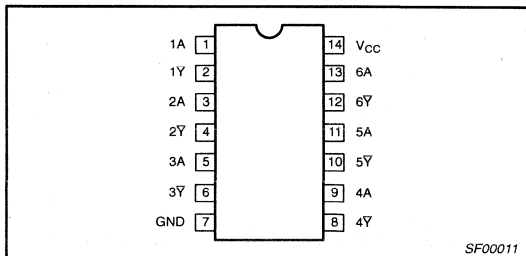 1A 1 14 VCC
1Y̅ 2 13 6A
2A 3 12 6Y̅
2Y̅ 4 11 5A
3A 5 10 5Y̅
3Y̅ 6 9 4A
GND 7 8 4Y̅
SF00011